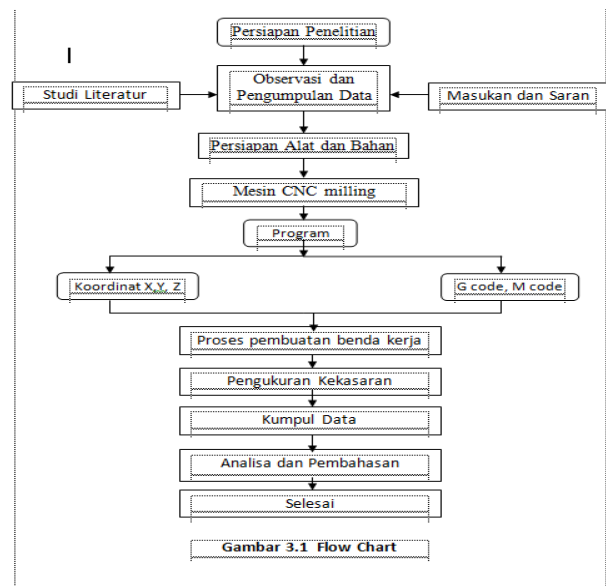 Persiapan Penelitian
Observasi dan
Pengumpulan Data
Studi Literatur
Masukan dan Saran
Persiapan Alat dan Bahan
Mesin CNC milling
Program
Koordinat X,Y, Z
G code, M code
Proses pembuatan benda kerja
Pengukuran Kekasaran
Kumpul Data
Analisa dan Pembahasan
Selesai
Gambar 3.1 Flow Chart